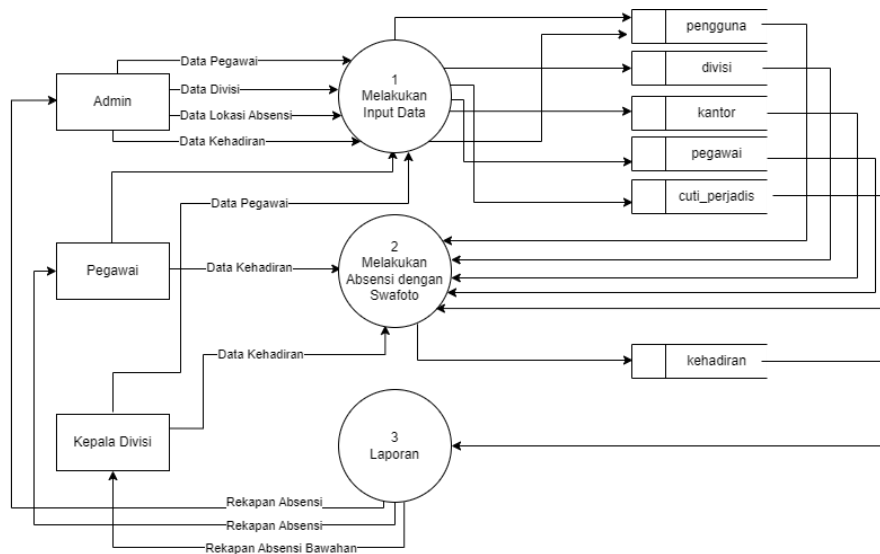 Data Pegawai
Data Divisi
Data Lokasi Absensi
Data Kehadiran
Admin
1
Melakukan
Input Data
pengguna
divisi
kantor
pegawai
cuti_perjadis
Data Pegawai
Pegawai
Data Kehadiran
2
Melakukan
Absensi dengan
Swafoto
Data Kehadiran
kehadiran
Kepala Divisi
3
Laporan
Rekapan Absensi
Rekapan Absensi
Rekapan Absensi Bawahan